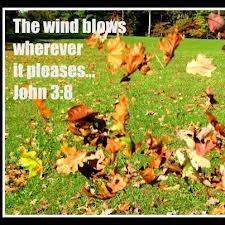 The wind blows
wherever
it pleases...
John 3:8